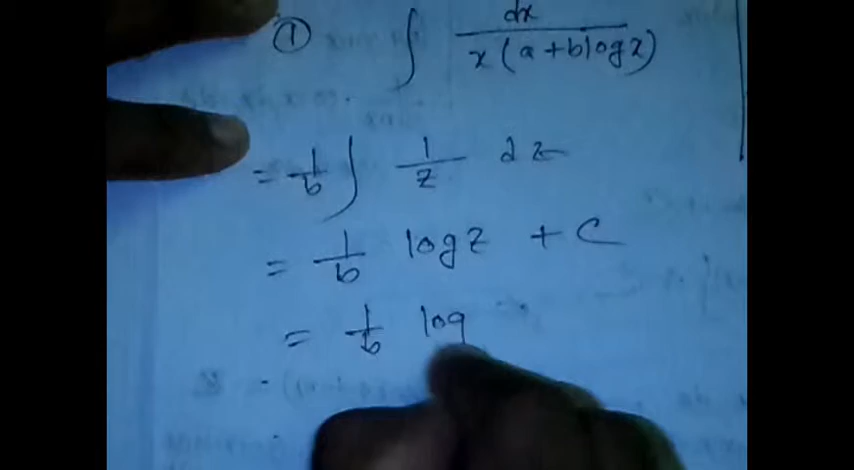 ① ∫ dx / x(a + b log x)
= 1/b ∫ 1/z dz
= 1/b log z + c
= 1/b log